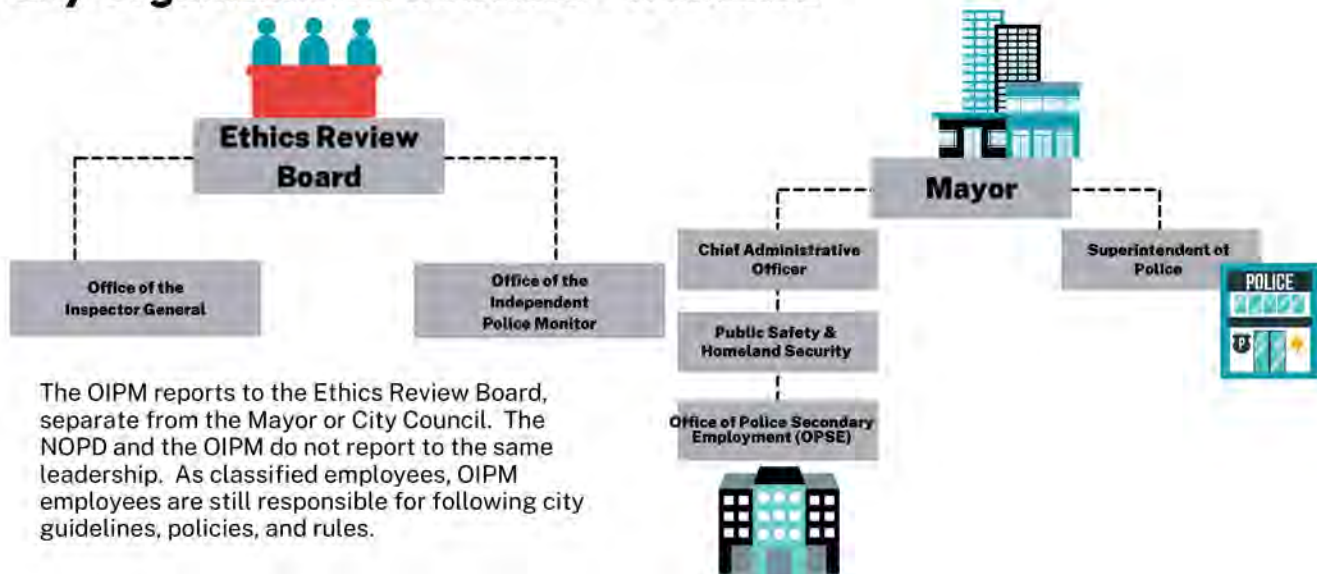 Ethics Review
Board
Office of the
Inspector General
Office of the
Independent
Police Monitor
Mayor
Chief Administrative
Officer
Superintendent of
Police
POLICE
P
Public Safety &
Homeland Security
Office of Police Secondary
Employment (OPSE)
The OIPM reports to the Ethics Review Board,
separate from the Mayor or City Council. The
NOPD and the OIPM do not report to the same
leadership. As classified employees, OIPM
employees are still responsible for following city
guidelines, policies, and rules.